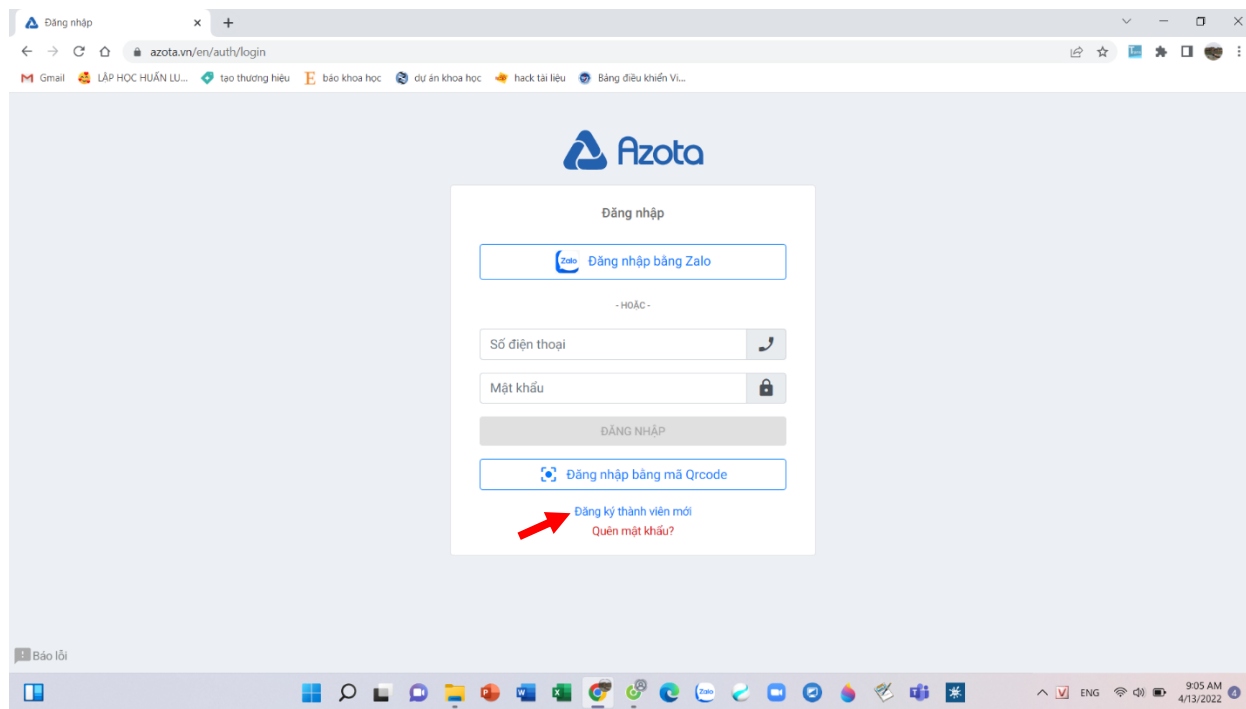 Đăng nhập
azota.vn/en/auth/login
Gmail LẬP HỌC HUẤN LU... tạo thương hiệu báo khoa học dự án khoa học hack tài liệu Bảng điều khiển Vi...
Azota
Đăng nhập
Zalo Đăng nhập bằng Zalo
- HOẶC -
Số điện thoại
Mật khẩu
ĐĂNG NHẬP
Đăng nhập bằng mã Qrcode
Đăng ký thành viên mới
Quên mật khẩu?
Báo lỗi
ENG 9:05 AM
4/13/2022